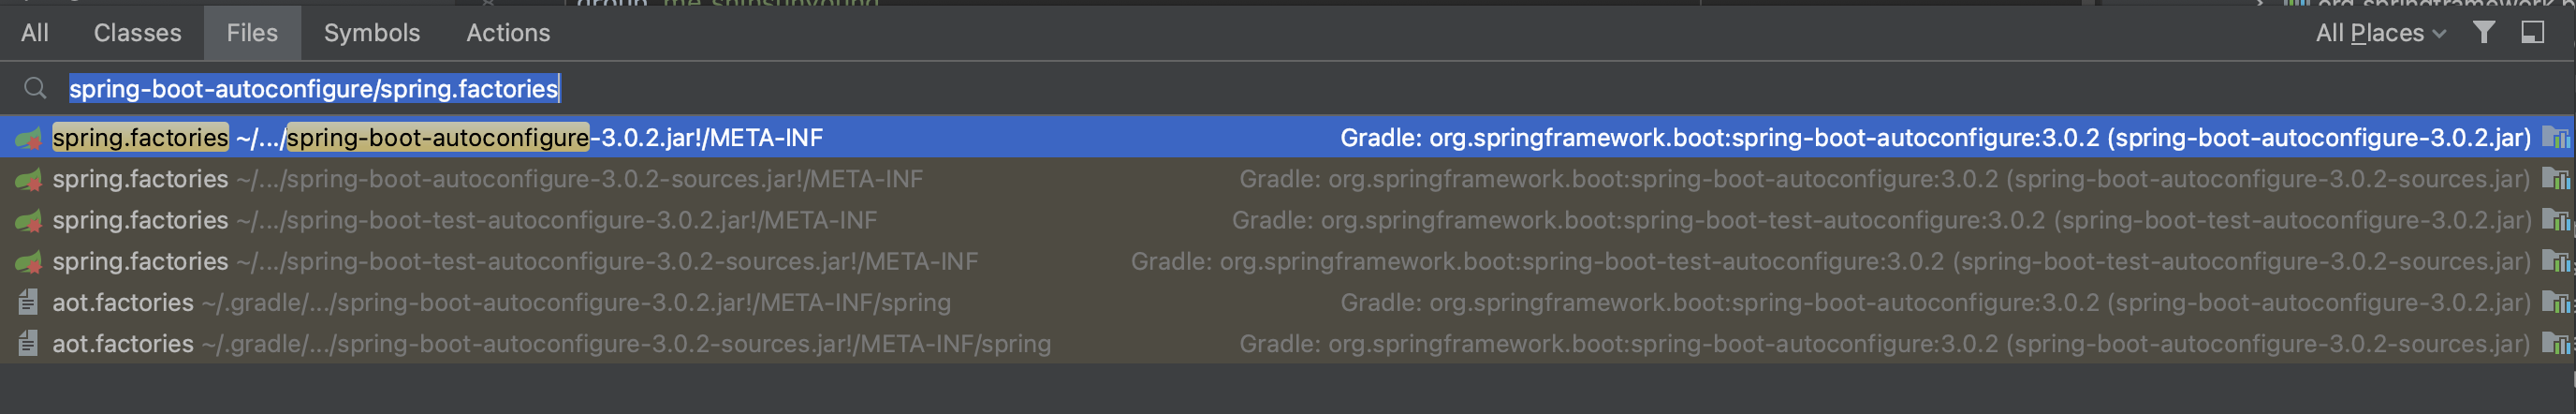 All Classes Files Symbols Actions All Places
spring-boot-autoconfigure/spring.factories
spring.factories ~/.../spring-boot-autoconfigure-3.0.2.jar!/META-INF Gradle: org.springframework.boot:spring-boot-autoconfigure:3.0.2 (spring-boot-autoconfigure-3.0.2.jar)
spring.factories ~/.../spring-boot-autoconfigure-3.0.2-sources.jar!/META-INF Gradle: org.springframework.boot:spring-boot-autoconfigure:3.0.2 (spring-boot-autoconfigure-3.0.2-sources.jar)
spring.factories ~/.../spring-boot-test-autoconfigure-3.0.2.jar!/META-INF Gradle: org.springframework.boot:spring-boot-test-autoconfigure:3.0.2 (spring-boot-test-autoconfigure-3.0.2.jar)
spring.factories ~/.../spring-boot-test-autoconfigure-3.0.2-sources.jar!/META-INF Gradle: org.springframework.boot:spring-boot-test-autoconfigure:3.0.2 (spring-boot-test-autoconfigure-3.0.2-sources.jar)
aot.factories ~/.gradle/.../spring-boot-autoconfigure-3.0.2.jar!/META-INF/spring Gradle: org.springframework.boot:spring-boot-autoconfigure:3.0.2 (spring-boot-autoconfigure-3.0.2.jar)
aot.factories ~/.gradle/.../spring-boot-autoconfigure-3.0.2-sources.jar!/META-INF/spring Gradle: org.springframework.boot:spring-boot-autoconfigure:3.0.2 (spring-boot-autoconfigure-3.0.2-sources.jar)